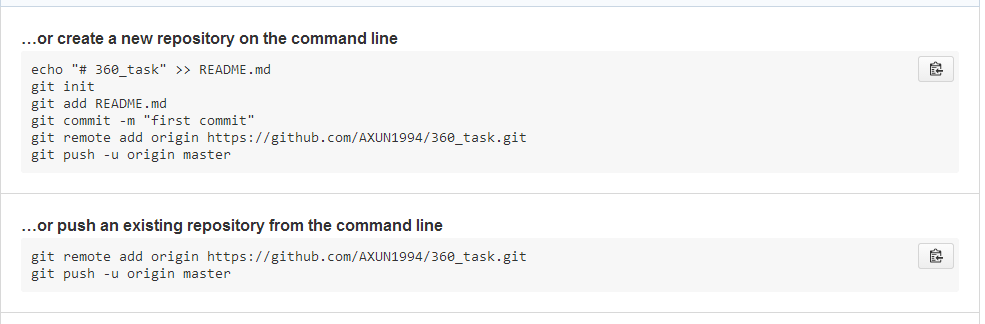 ...or create a new repository on the command line
echo "# 360_task" >> README.md
git init
git add README.md
git commit -m "first commit"
git remote add origin https://github.com/AXUN1994/360_task.git
git push -u origin master
...or push an existing repository from the command line
git remote add origin https://github.com/AXUN1994/360_task.git
git push -u origin master